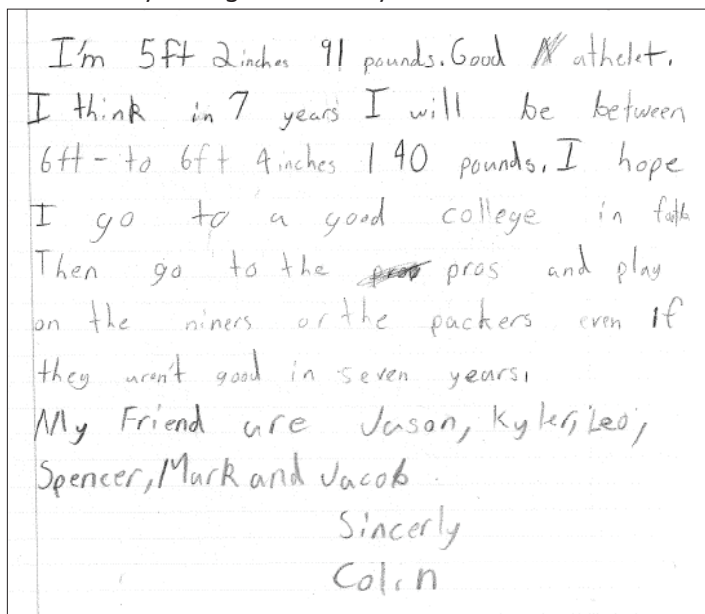 I'm 5ft 2inches 91 pounds. Good athelet.
I think in 7 years I will be between
6ft - to 6ft 4inches 140 pounds. I hope
I go to a good college in
Then go to the pros and play
on the niners or the packers even if
they aren't good in seven years,
My Friend are Jason, Kyler, Leo,
Spencer, Mark and Jacob
Sincerly
Colin